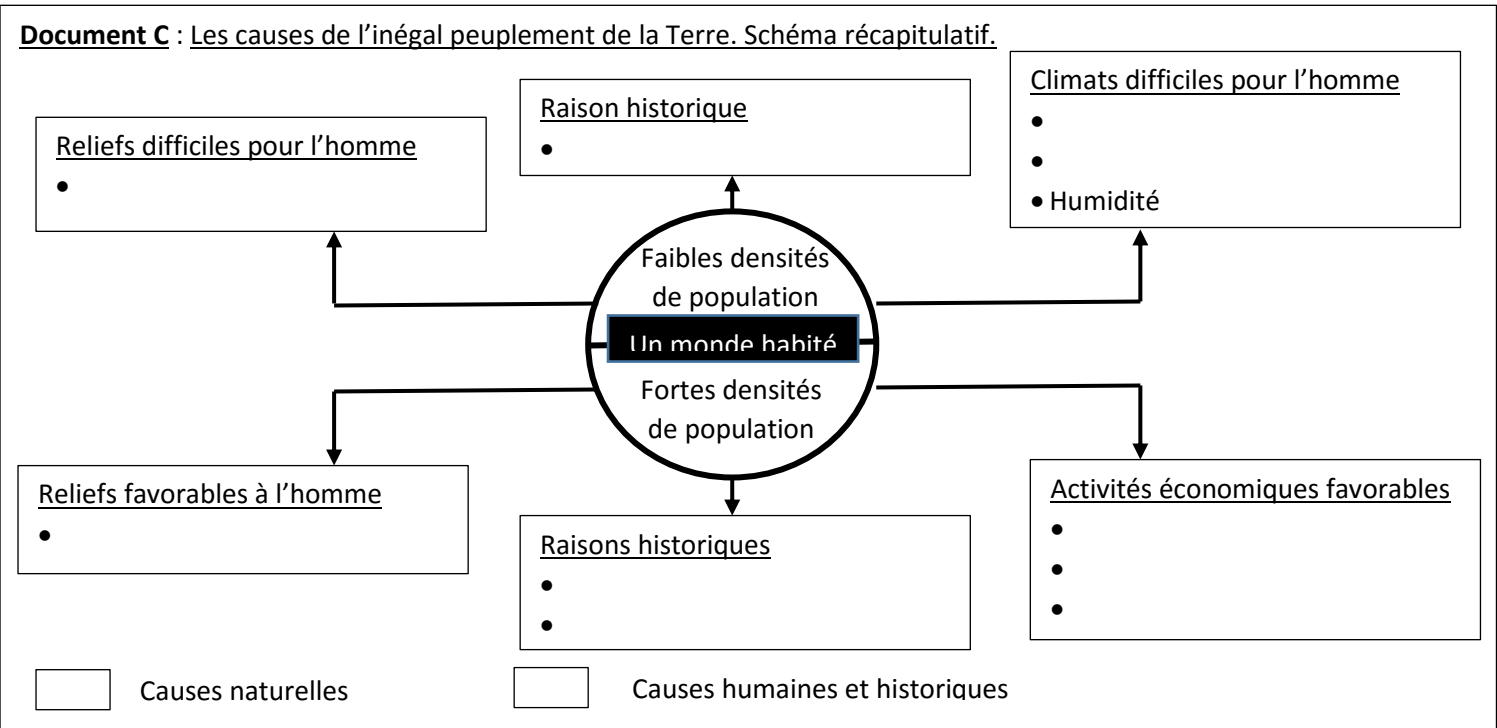 Document C : Les causes de l'inégal peuplement de la Terre. Schéma récapitulatif.
Reliefs difficiles pour l'homme
•
Raison historique
•
Climats difficiles pour l'homme
•
•
• Humidité
Faibles densités
de population
Un monde habité
Fortes densités
de population
Reliefs favorables à l'homme
•
Raisons historiques
•
•
Activités économiques favorables
•
•
•
Causes naturelles
Causes humaines et historiques